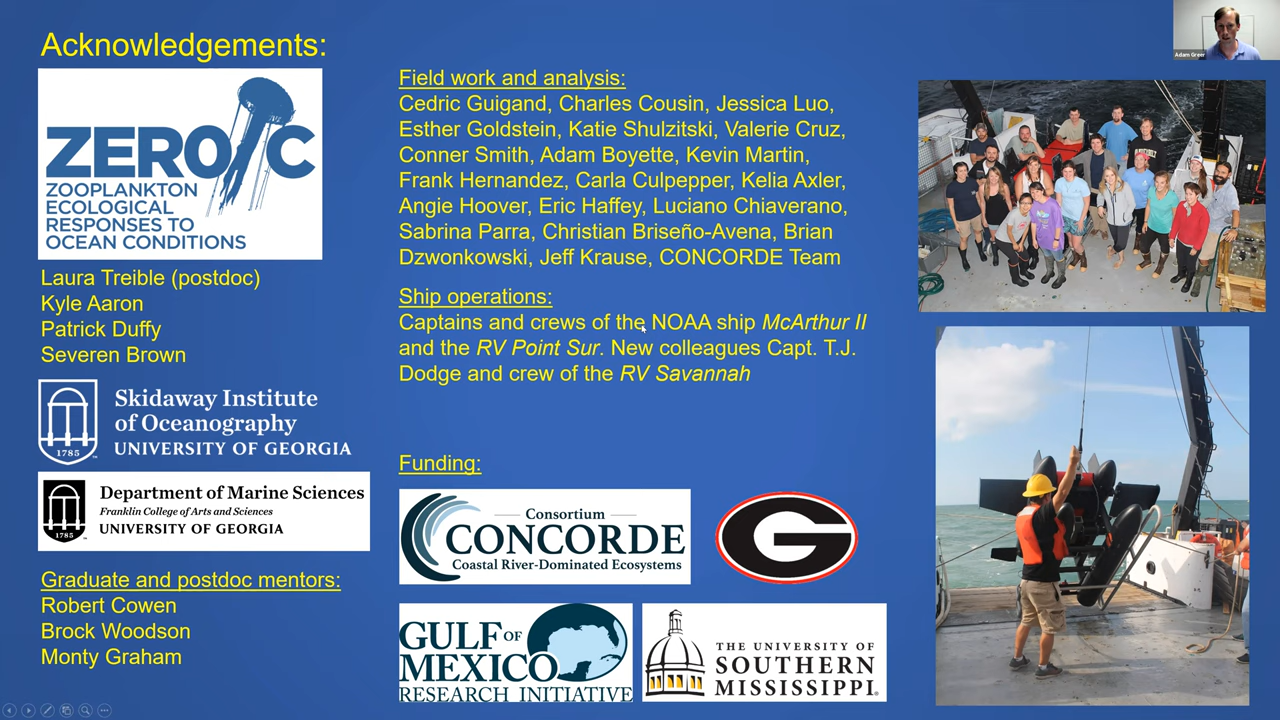 Acknowledgements:
ZERO/C
ZOOPLANKTON
ECOLOGICAL
RESPONSES TO
OCEAN CONDITIONS
Laura Treible (postdoc)
Kyle Aaron
Patrick Duffy
Severen Brown
1785
Skidaway Institute
of Oceanography
UNIVERSITY OF GEORGIA
1785
Department of Marine Sciences
Franklin College of Arts and Sciences
UNIVERSITY OF GEORGIA
Graduate and postdoc mentors:
Robert Cowen
Brock Woodson
Monty Graham
Field work and analysis:
Cedric Guigand, Charles Cousin, Jessica Luo,
Esther Goldstein, Katie Shulzitski, Valerie Cruz,
Conner Smith, Adam Boyette, Kevin Martin,
Frank Hernandez, Carla Culpepper, Kelia Axler,
Angie Hoover, Eric Haffey, Luciano Chiaverano,
Sabrina Parra, Christian Briseño-Avena, Brian
Dzwonkowski, Jeff Krause, CONCORDE Team
Ship operations:
Captains and crews of the NOAA ship McArthur II
and the RV Point Sur. New colleagues Capt. T.J.
Dodge and crew of the RV Savannah
Funding:
Consortium
CONCORDE
Coastal River-Dominated Ecosystems
G
GULF OF
MEXICO
RESEARCH INITIATIVE
THE UNIVERSITY OF
SOUTHERN
MISSISSIPPI
Adam Greer